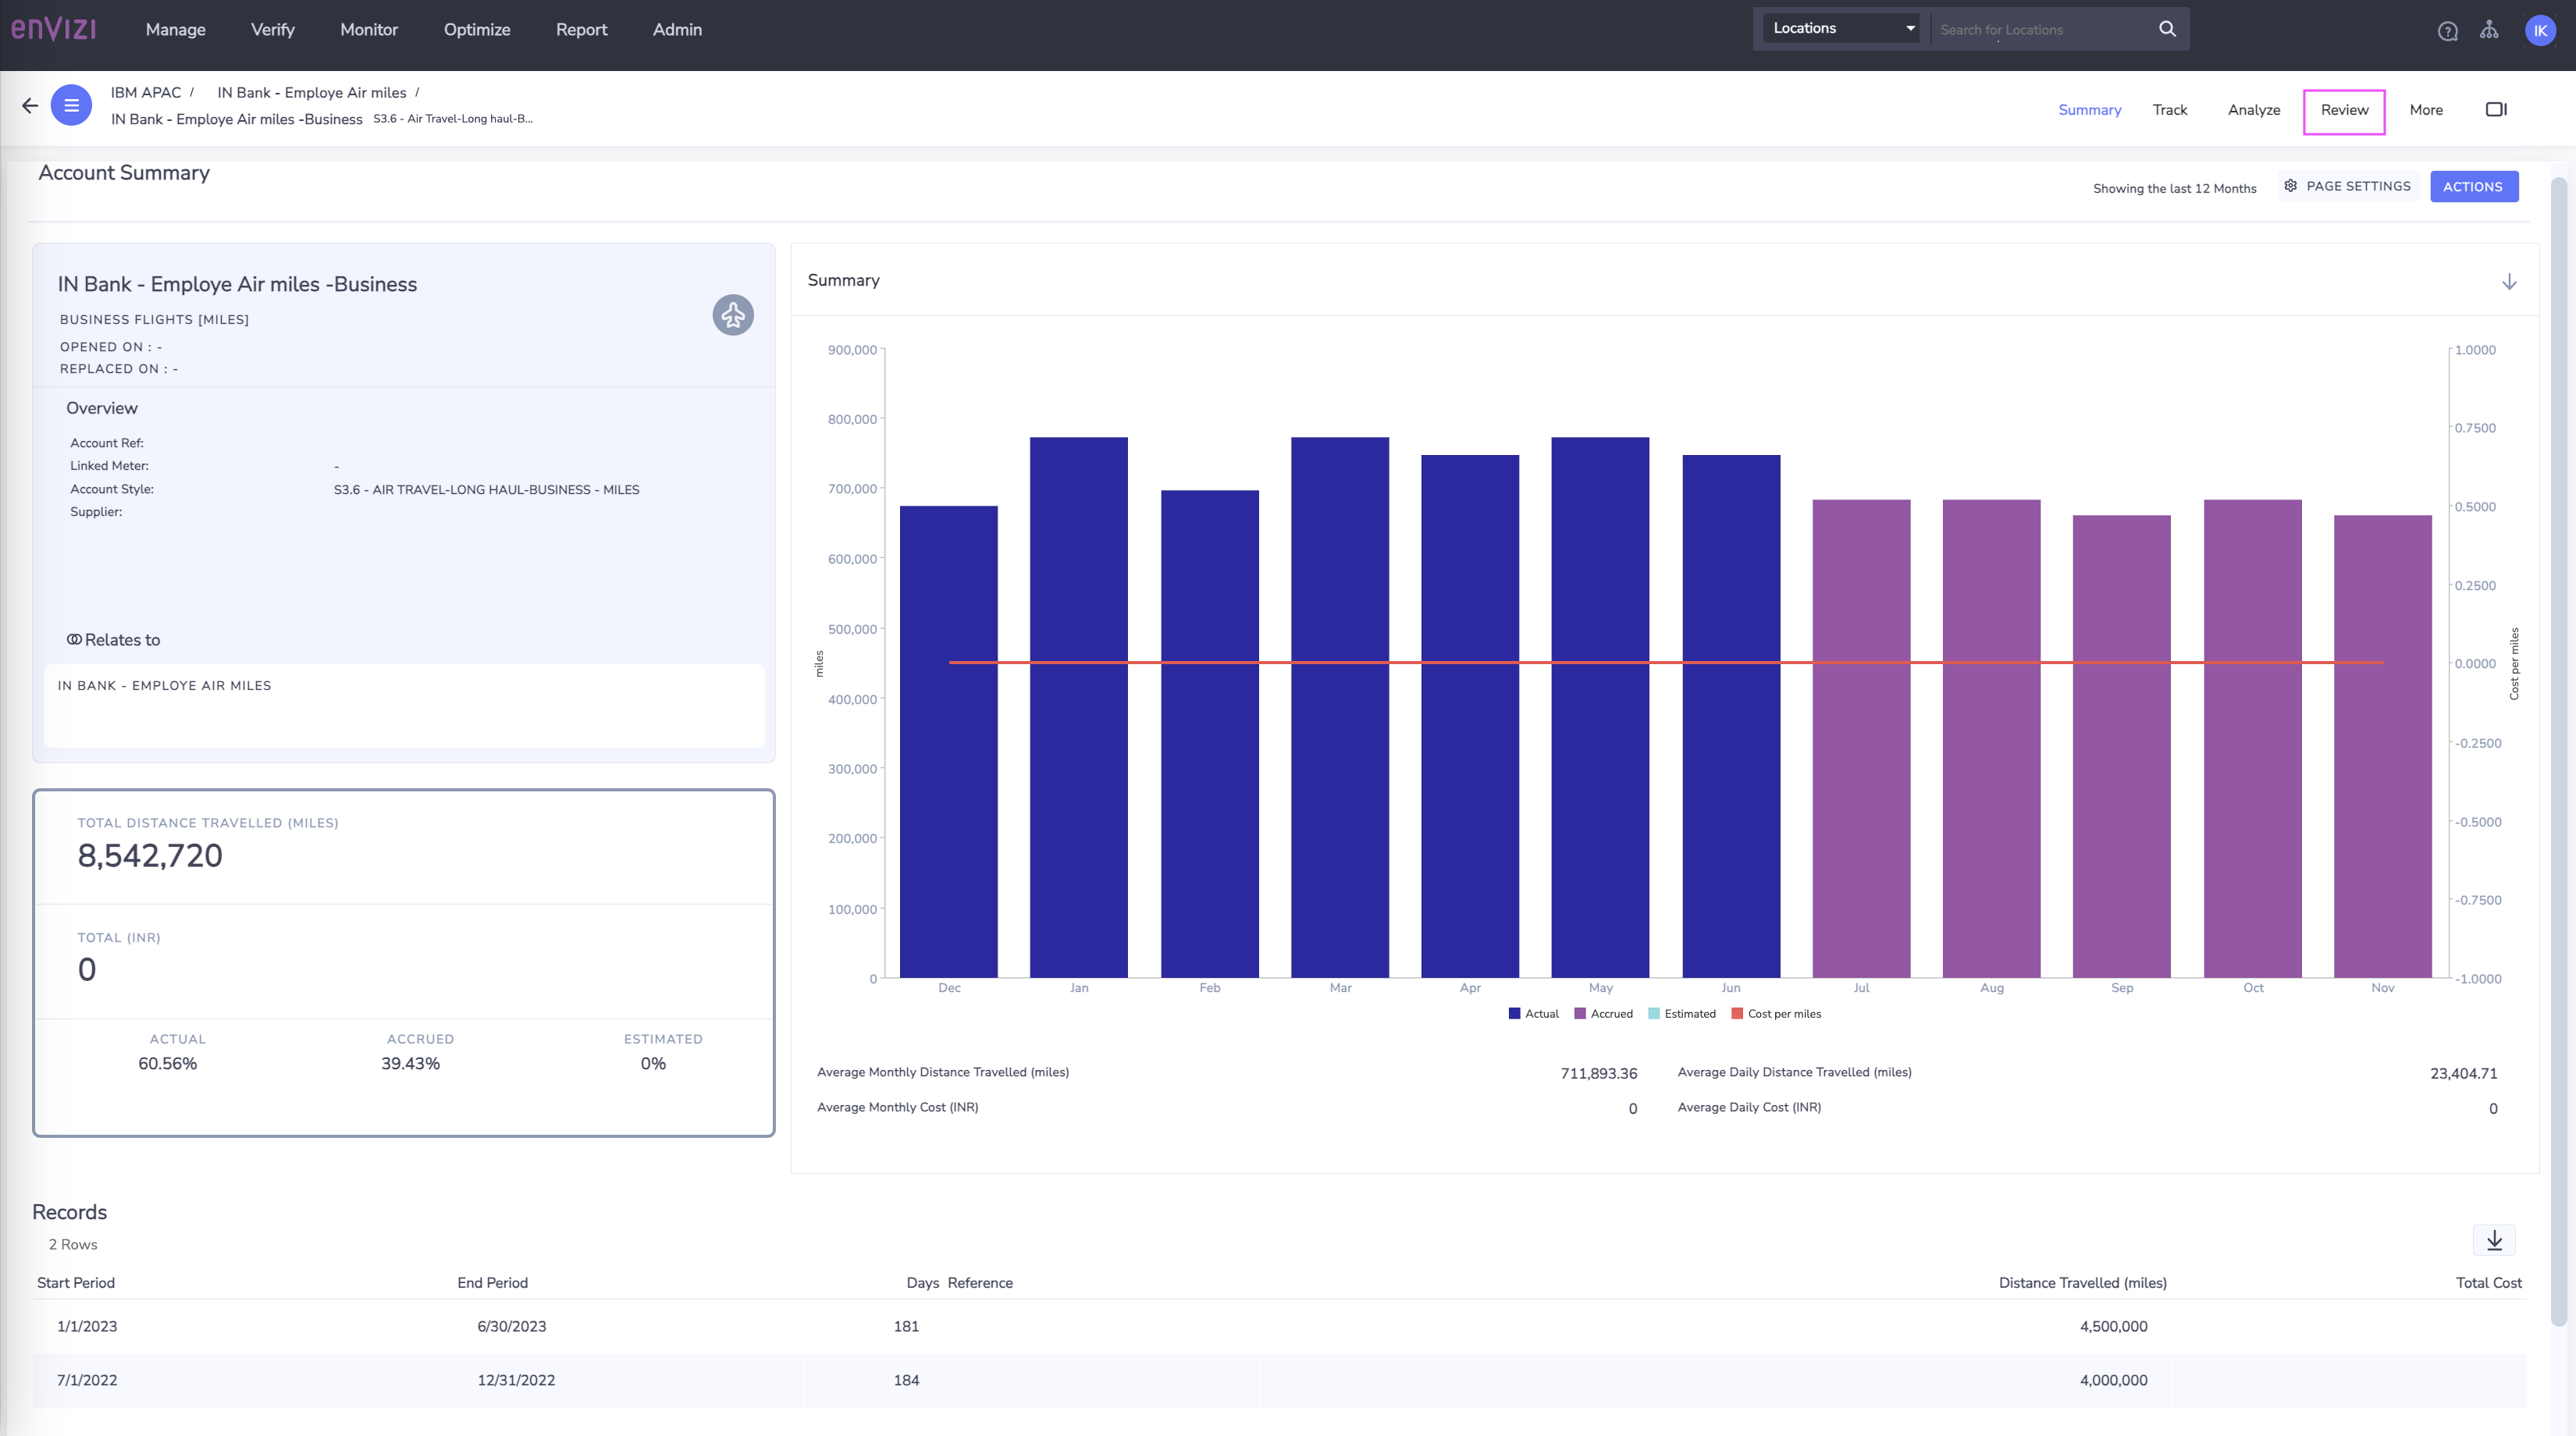 enVizi
Manage Verify Monitor Optimize Report Admin
Locations Search for Locations
IK
IBM APAC / IN Bank - Employe Air miles /
IN Bank - Employe Air miles -Business S3.6 - Air Travel-Long haul-B...
Summary Track Analyze Review More
Account Summary
Showing the last 12 Months PAGE SETTINGS ACTIONS
IN Bank - Employe Air miles -Business
BUSINESS FLIGHTS [MILES]
OPENED ON : -
REPLACED ON : -
Overview
Account Ref:
Linked Meter: -
Account Style: S3.6 - AIR TRAVEL-LONG HAUL-BUSINESS - MILES
Supplier:
Relates to
IN BANK - EMPLOYE AIR MILES
TOTAL DISTANCE TRAVELLED (MILES)
8,542,720
TOTAL (INR)
0
ACTUAL ACCRUED ESTIMATED
60.56% 39.43% 0%
Summary
900,000
800,000
700,000
600,000
500,000
400,000
300,000
200,000
100,000
0
miles
1.0000
0.7500
0.5000
0.2500
0.0000
-0.2500
-0.5000
-0.7500
-1.0000
Cost per miles
Dec Jan Feb Mar Apr May Jun Jul Aug Sep Oct Nov
Actual Accrued Estimated Cost per miles
Average Monthly Distance Travelled (miles) 711,893.36 Average Daily Distance Travelled (miles) 23,404.71
Average Monthly Cost (INR) 0 Average Daily Cost (INR) 0
Records
2 Rows
Start Period End Period Days Reference Distance Travelled (miles) Total Cost
1/1/2023 6/30/2023 181 4,500,000
7/1/2022 12/31/2022 184 4,000,000